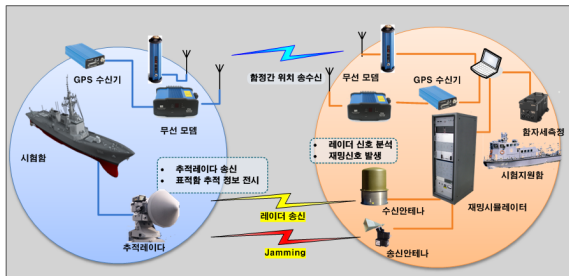 GPS 수신기
무선 모뎀
시험함
• 추적레이다 송신
• 표적함 추적 정보 전시
추적레이다
함정간 위치 송수신
레이더 송신
Jamming
무선 모뎀
GPS 수신기
• 레이더 신호 분석
• 재밍신호 발생
함자세측정
시험지원함
수신안테나
재밍시뮬레이터
송신안테나